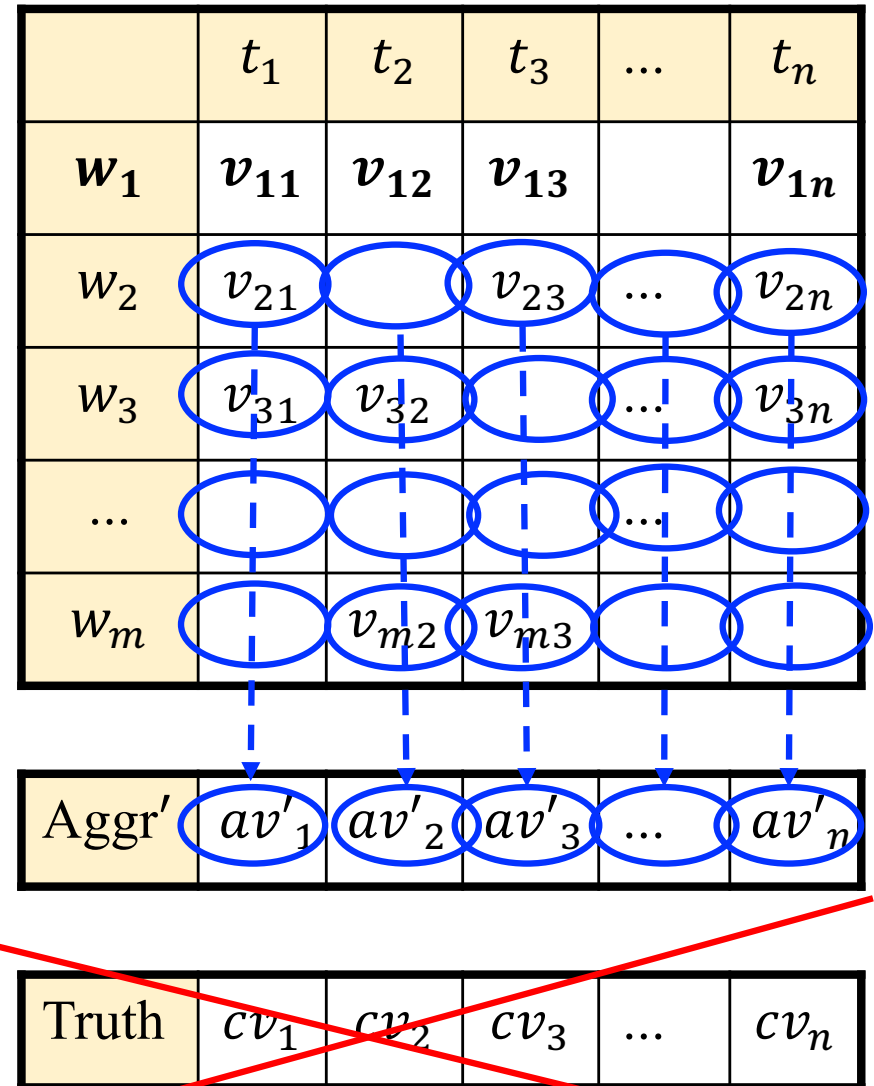 t₁ t₂ t₃ ... tₙ
w₁ v₁₁ v₁₂ v₁₃ v₁ₙ
w₂ v₂₁ v₂₃ ... v₂ₙ
w₃ v₃₁ v₃₂ ... v₃ₙ
... ...
wₘ vₘ₂ vₘ₃
Aggr′ av′₁ av′₂ av′₃ ... av′ₙ
Truth cv₁ cv₂ cv₃ ... cvₙ